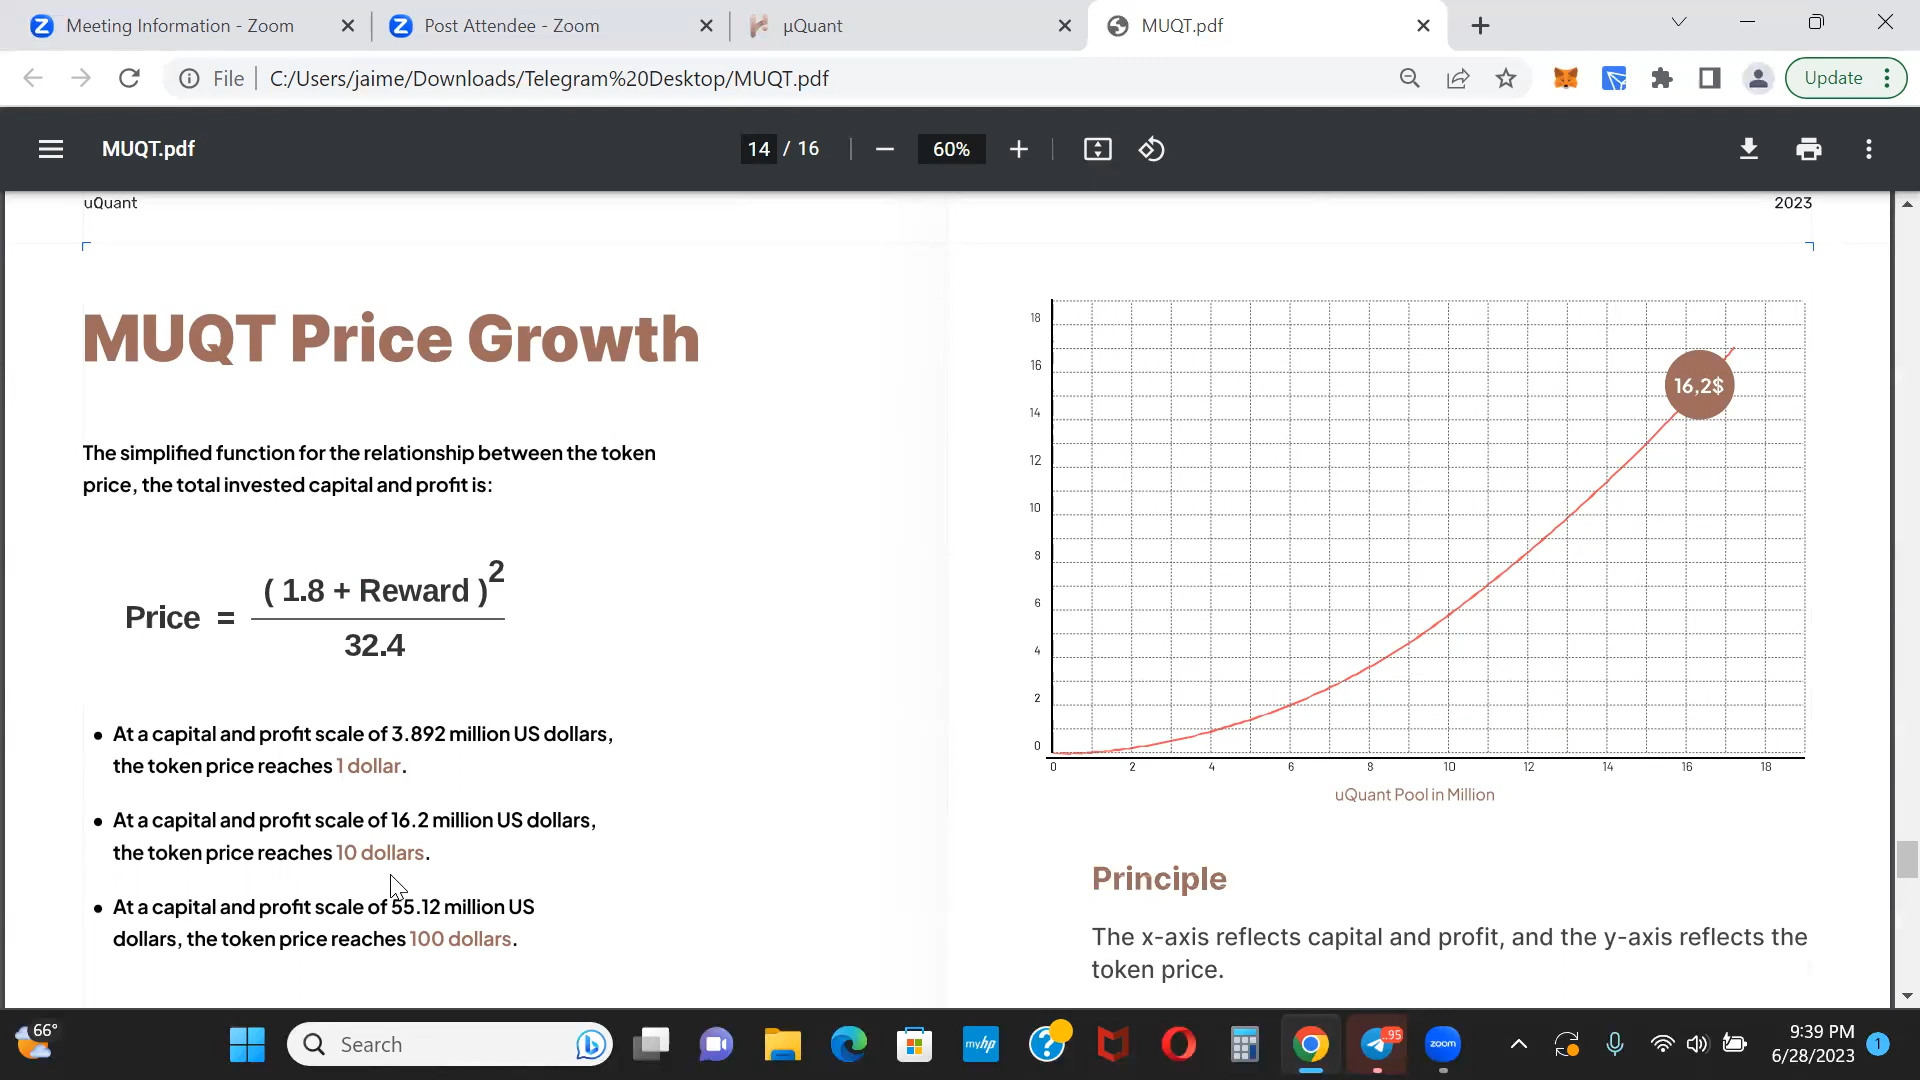 Meeting Information - Zoom
Post Attendee - Zoom
µQuant
MUQT.pdf
File
C:/Users/jaime/Downloads/Telegram%20Desktop/MUQT.pdf
Update
MUQT.pdf
14 / 16
60%
uQuant
2023
MUQT Price Growth
The simplified function for the relationship between the token
price, the total invested capital and profit is:
Price = ( 1.8 + Reward )²
32.4
• At a capital and profit scale of 3.892 million US dollars,
the token price reaches 1 dollar.
• At a capital and profit scale of 16.2 million US dollars,
the token price reaches 10 dollars.
• At a capital and profit scale of 55.12 million US
dollars, the token price reaches 100 dollars.
18
16
14
12
10
8
6
4
2
0
16,2$
0 2 4 6 8 10 12 14 16 18
uQuant Pool in Million
Principle
The x-axis reflects capital and profit, and the y-axis reflects the
token price.
66°
Search
myhp
..95
zoom
9:39 PM
6/28/2023
1